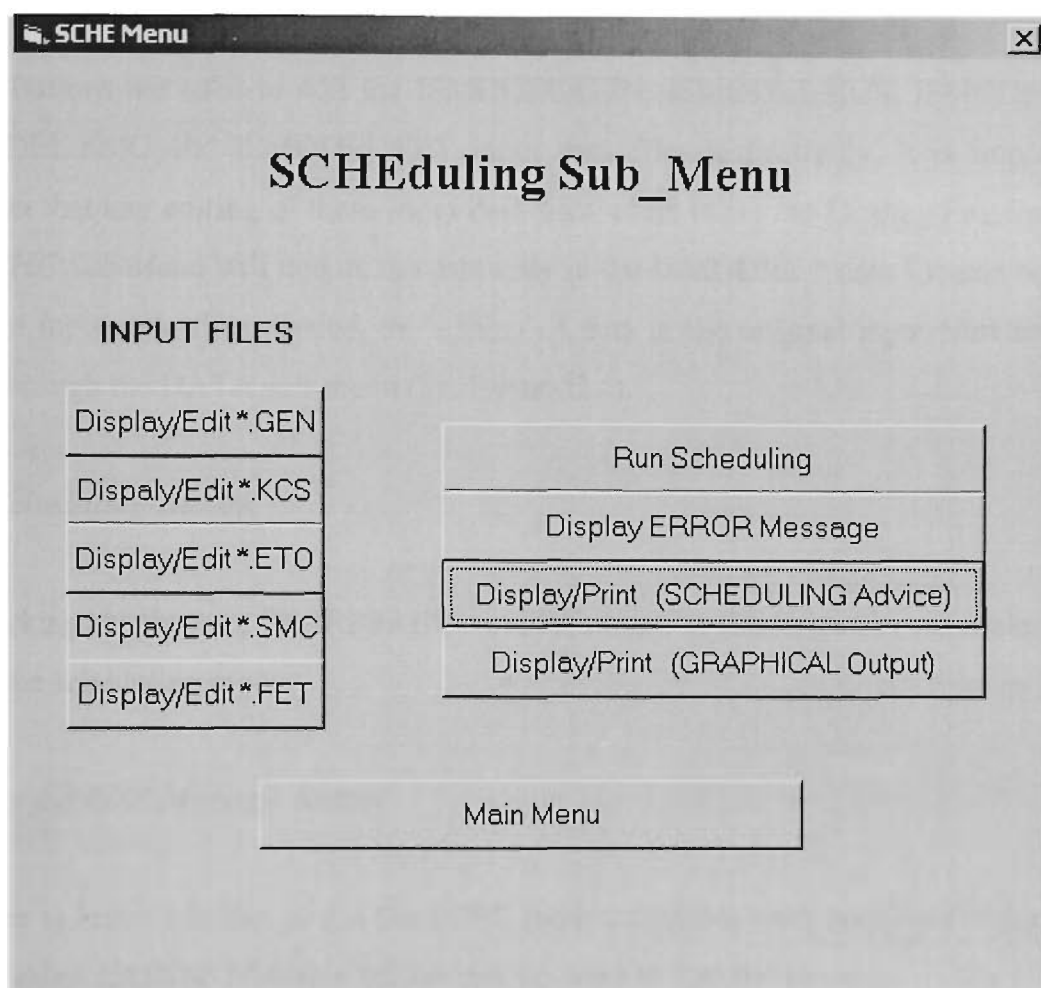 SCHE Menu
SCHEduling Sub_Menu
INPUT FILES
Display/Edit *.GEN
Dispaly/Edit *.KCS
Display/Edit *.ETO
Display/Edit *.SMC
Display/Edit *.FET
Run Scheduling
Display ERROR Message
Display/Print (SCHEDULING Advice)
Display/Print (GRAPHICAL Output)
Main Menu